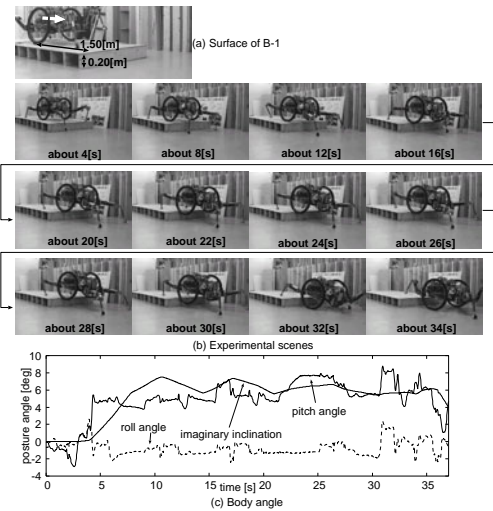 1.50[m]
0.20[m]
(a) Surface of B-1
about 4[s]
about 8[s]
about 12[s]
about 16[s]
about 20[s]
about 22[s]
about 24[s]
about 26[s]
about 28[s]
about 30[s]
about 32[s]
about 34[s]
(b) Experimental scenes
posture angle [deg]
10
8
6
4
2
0
-2
-4
roll angle
imaginary inclination
pitch angle
0 5 10 15 20 25 30 35
time [s]
(c) Body angle